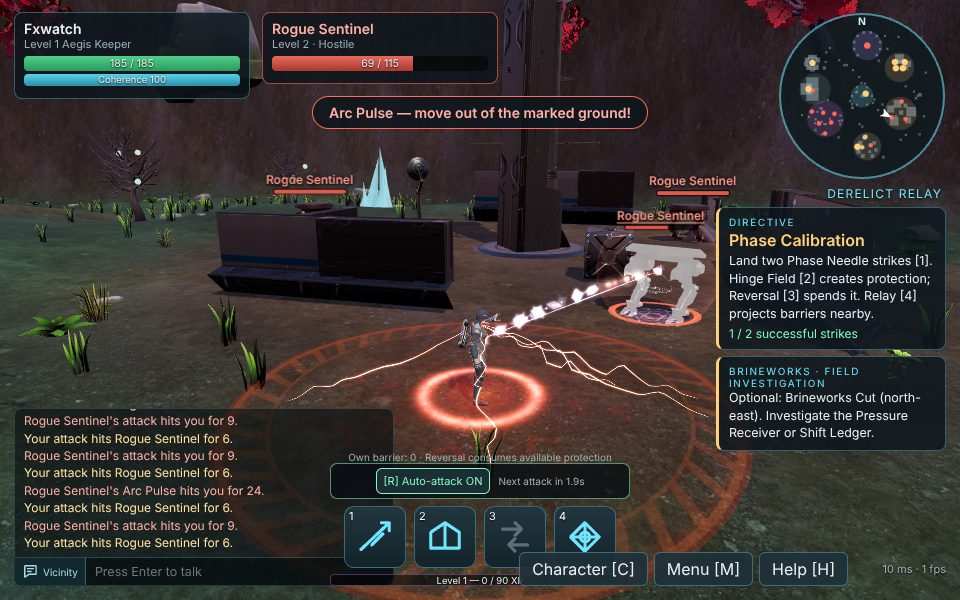 Fxwatch
Level 1 Aegis Keeper
185 / 185
Coherence 100
Rogue Sentinel
Level 2 · Hostile
69 / 115
Arc Pulse — move out of the marked ground!
N
DERELICT RELAY
Rogue Sentinel
Rogue Sentinel
Rogue Sentinel
DIRECTIVE
Phase Calibration
Land two Phase Needle strikes [1].
Hinge Field [2] creates protection;
Reversal [3] spends it. Relay [4]
projects barriers nearby.
1 / 2 successful strikes
BRINEWORKS · FIELD
INVESTIGATION
Optional: Brineworks Cut (north-
east). Investigate the Pressure
Receiver or Shift Ledger.
Rogue Sentinel's attack hits you for 9.
Your attack hits Rogue Sentinel for 6.
Rogue Sentinel's attack hits you for 9.
Your attack hits Rogue Sentinel for 6.
Rogue Sentinel's Arc Pulse hits you for 24.
Your attack hits Rogue Sentinel for 6.
Rogue Sentinel's attack hits you for 9.
Your attack hits Rogue Sentinel for 6.
Vicinity
Press Enter to talk
Own barrier: 0 · Reversal consumes available protection
[R] Auto-attack ON
Next attack in 1.9s
1
2
3
4
Level 1 — 0 / 90
Character [C]
Menu [M]
Help [H]
10 ms · 1 fps